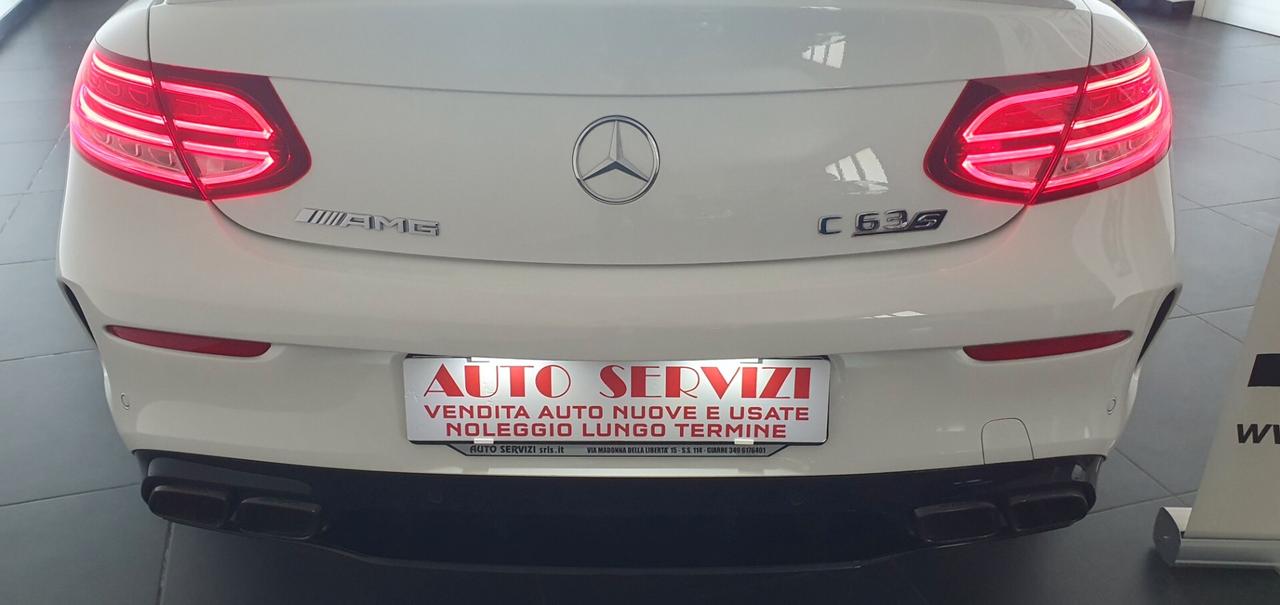 AMG
C 63 S
AUTO SERVIZI
VENDITA AUTO NUOVE E USATE
NOLEGGIO LUNGO TERMINE
AUTO SERVIZI srls.it VIA MADONNA DELLA LIBERTA' 15 - S.S. 114 - GIARRE 349 6176401